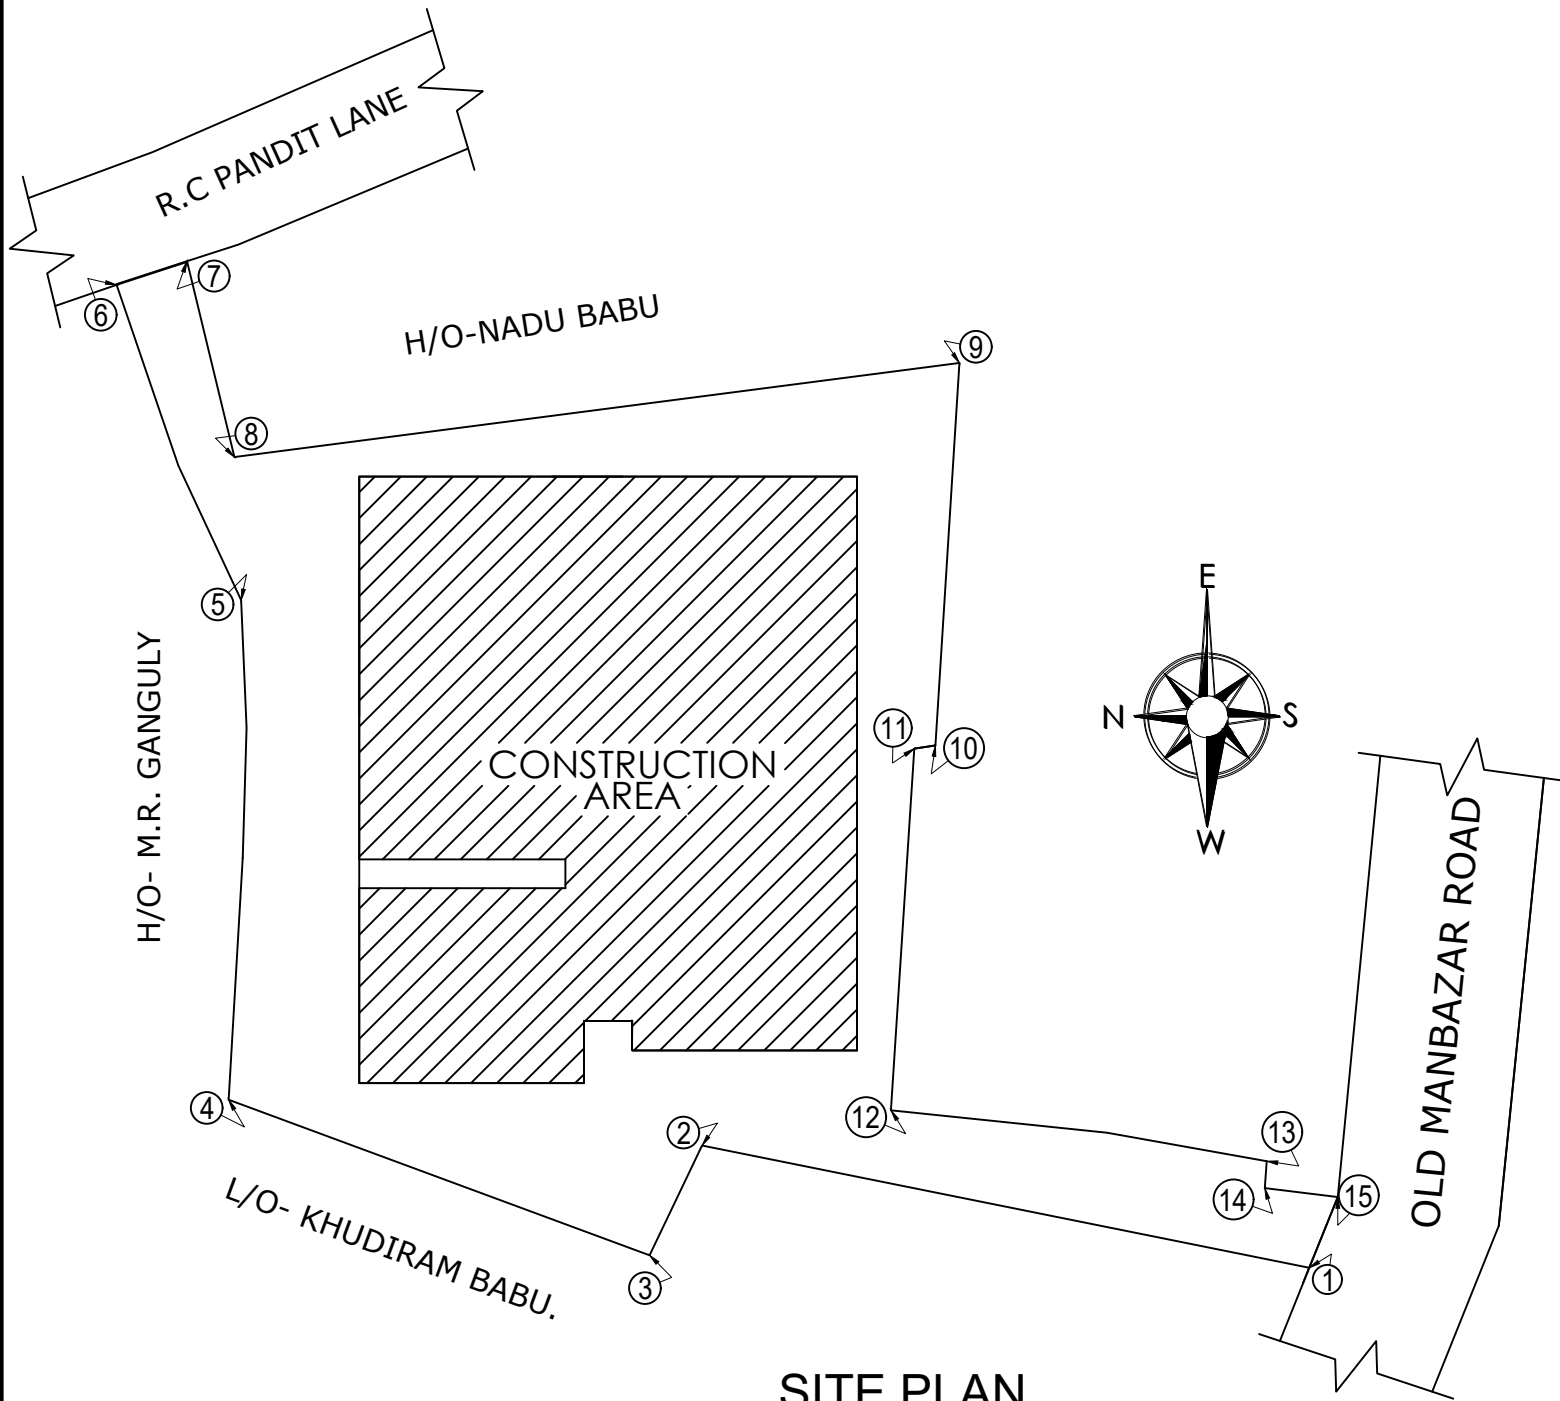 R.C PANDIT LANE
7
6
H/O-NADU BABU
9
8
E
5
H/O- M.R. GANGULY
N
S
11
10
CONSTRUCTION
AREA
W
OLD MANBAZAR ROAD
4
12
2
13
14
15
L/O- KHUDIRAM BABU.
3
1
SITE PLAN